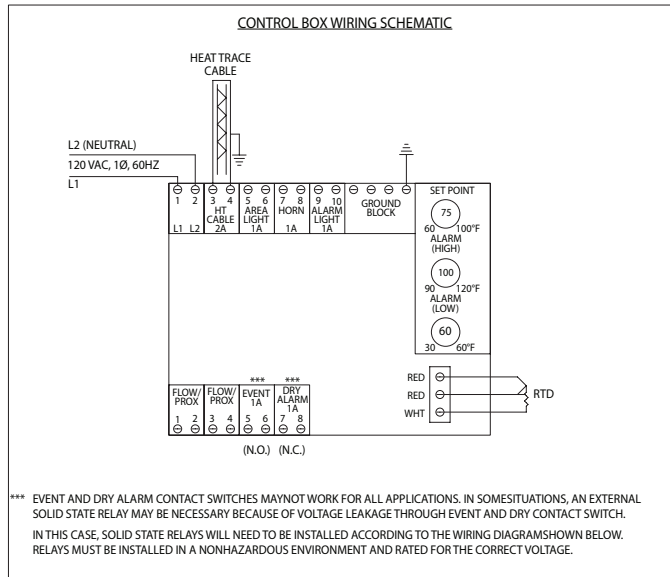 CONTROL BOX WIRING SCHEMATIC
HEAT TRACE
CABLE
L2 (NEUTRAL)
120 VAC, 1Ø, 60HZ
L1
1 2 3 4 5 6 7 8 9 10
HT
CABLE
2A
AREA
LIGHT
1A
HORN
1A
ALARM
LIGHT
1A
GROUND
BLOCK
L1 L2
SET POINT
75
60 100°F
ALARM
(HIGH)
100
90 120°F
ALARM
(LOW)
60
30 60°F
RED
RED
WHT
RTD
*** ***
FLOW/
PROX
1 2
FLOW/
PROX
3 4
EVENT
1A
5 6
DRY
ALARM
1A
7 8
(N.O.) (N.C.)
*** EVENT AND DRY ALARM CONTACT SWITCHES MAYNOT WORK FOR ALL APPLICATIONS. IN SOMESITUATIONS, AN EXTERNAL
SOLID STATE RELAY MAY BE NECESSARY BECAUSE OF VOLTAGE LEAKAGE THROUGH EVENT AND DRY CONTACT SWITCH.
IN THIS CASE, SOLID STATE RELAYS WILL NEED TO BE INSTALLED ACCORDING TO THE WIRING DIAGRAMSHOWN BELOW.
RELAYS MUST BE INSTALLED IN A NONHAZARDOUS ENVIRONMENT AND RATED FOR THE CORRECT VOLTAGE.